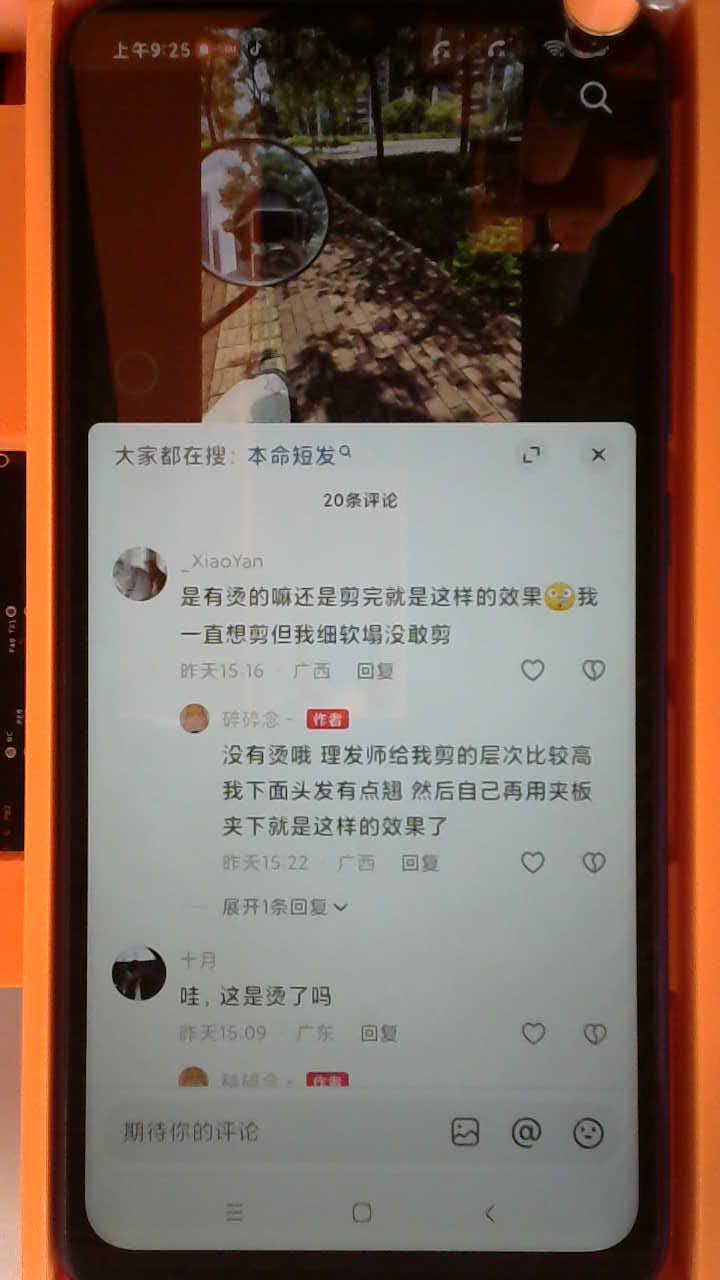 上午9:25
大家都在搜：本命短发
20条评论
_XiaoYan
是有烫的嘛还是剪完就是这样的效果😳我
一直想剪但我细软塌没敢剪
昨天15:16 · 广西 回复
碎碎念 - 作者
没有烫哦 理发师给我剪的层次比较高
我下面头发有点翘 然后自己再用夹板
夹下就是这样的效果了
昨天15:22 · 广西 回复
展开1条回复
十月
哇，这是烫了吗
昨天15:09 · 广东 回复
碎碎念 - 作者
期待你的评论